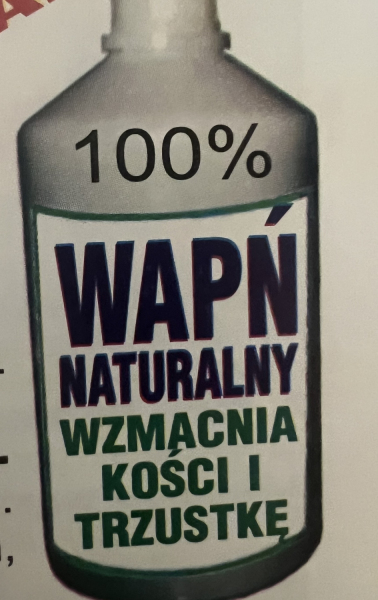 100%
WAPŃ
NATURALNY
WZMACNIA
KOŚCI I
TRZUSTKĘ